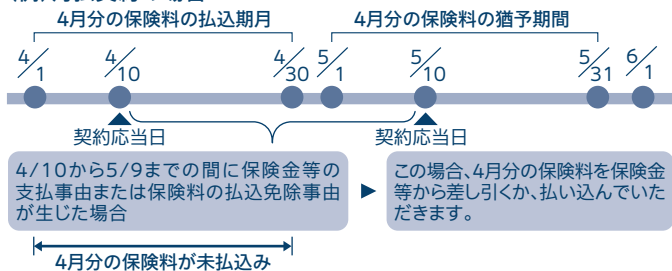 4月分の保険料の払込期月
4月分の保険料の猶予期間
4/1
4/10
4/30
5/1
5/10
5/31
6/1
契約応当日
契約応当日
4/10から5/9までの間に保険金等の
支払事由または保険料の払込免除事由
が生じた場合
この場合、4月分の保険料を保険金
等から差し引くか、払い込んでいた
だきます。
4月分の保険料が未払込み